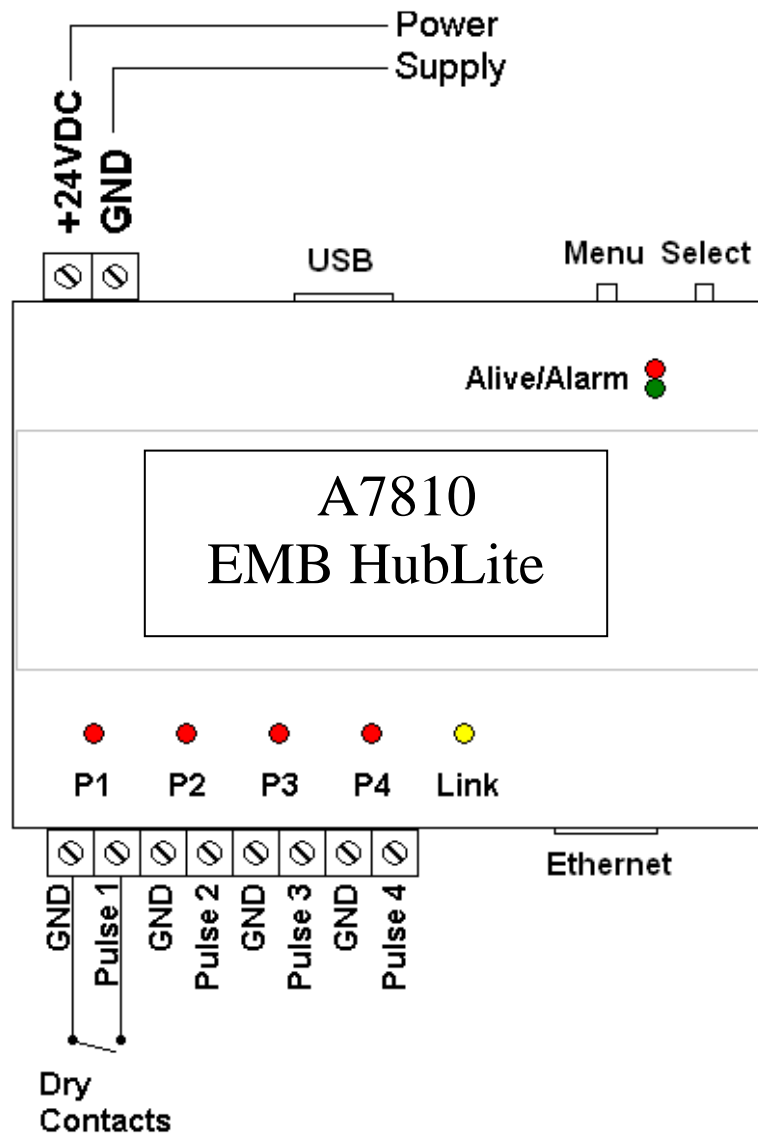 Power
Supply
+24VDC
GND
USB
Menu Select
Alive/Alarm
A7810
EMB HubLite
P1 P2 P3 P4 Link
Ethernet
GND
Pulse 1
GND
Pulse 2
GND
Pulse 3
GND
Pulse 4
Dry
Contacts